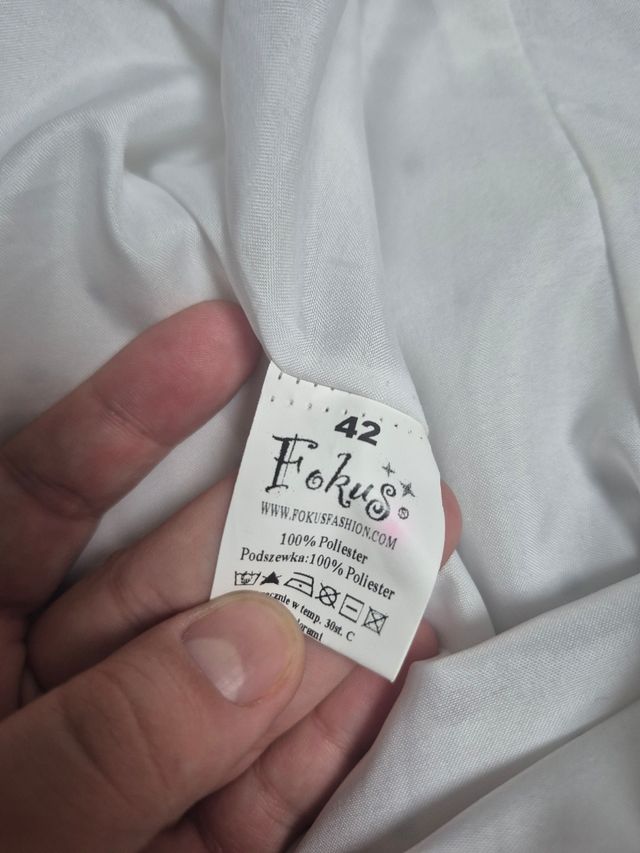 42
Fokus
WWW.FOKUSFASHION.COM
100% Poliester
Podszewka:100% Poliester
w temp. 30st. C